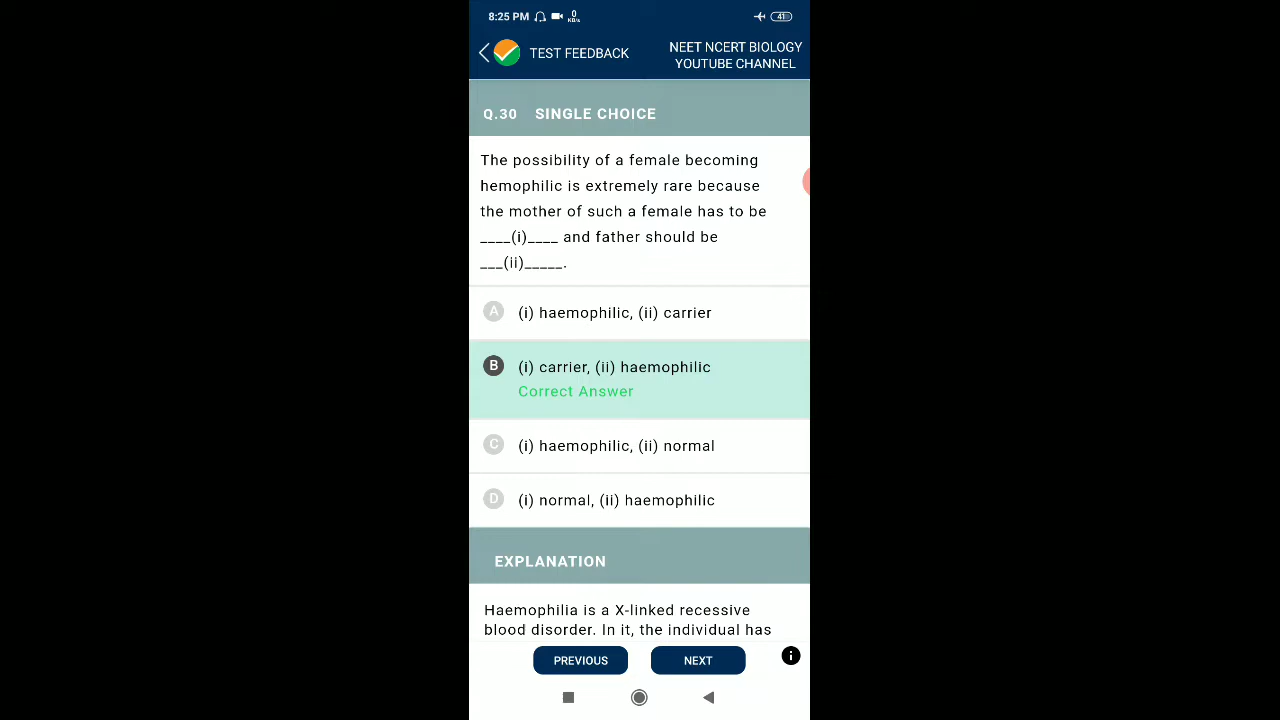 8:25 PM 0 KB/s 41
TEST FEEDBACK
NEET NCERT BIOLOGY
YOUTUBE CHANNEL
Q.30 SINGLE CHOICE
The possibility of a female becoming
hemophilic is extremely rare because
the mother of such a female has to be
____(i)____ and father should be
___(ii)_____.
A (i) haemophilic, (ii) carrier
B (i) carrier, (ii) haemophilic
Correct Answer
C (i) haemophilic, (ii) normal
D (i) normal, (ii) haemophilic
EXPLANATION
Haemophilia is a X-linked recessive
blood disorder. In it, the individual has
PREVIOUS NEXT i